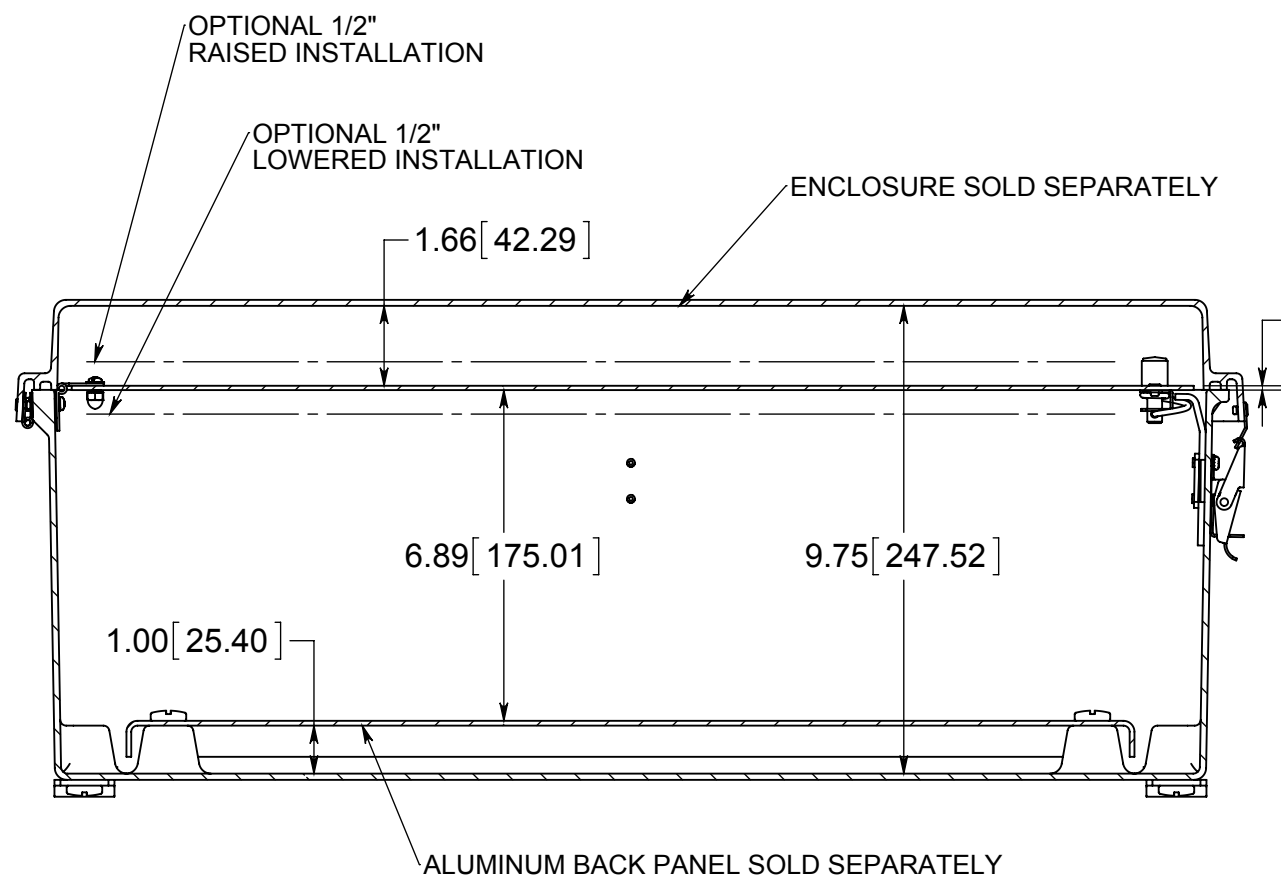 OPTIONAL 1/2"
RAISED INSTALLATION
OPTIONAL 1/2"
LOWERED INSTALLATION
ENCLOSURE SOLD SEPARATELY
1.66[42.29]
6.89[175.01]
9.75[247.52]
1.00[25.40]
ALUMINUM BACK PANEL SOLD SEPARATELY